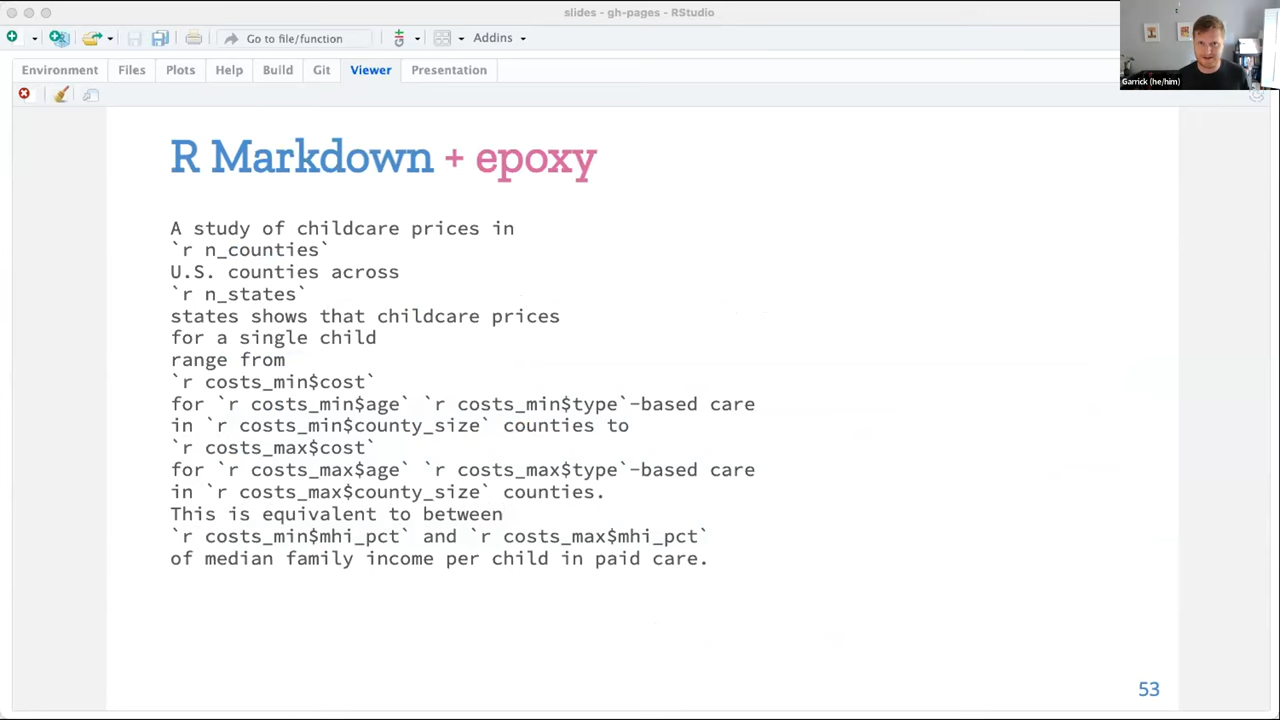 slides - gh-pages - RStudio
Go to file/function
Addins
Environment Files Plots Help Build Git Viewer Presentation
Garrick (he/him)
R Markdown + epoxy
A study of childcare prices in
`r n_counties`
U.S. counties across
`r n_states`
states shows that childcare prices
for a single child
range from
`r costs_min$cost`
for `r costs_min$age` `r costs_min$type`-based care
in `r costs_min$county_size` counties to
`r costs_max$cost`
for `r costs_max$age` `r costs_max$type`-based care
in `r costs_max$county_size` counties.
This is equivalent to between
`r costs_min$mhi_pct` and `r costs_max$mhi_pct`
of median family income per child in paid care.
53